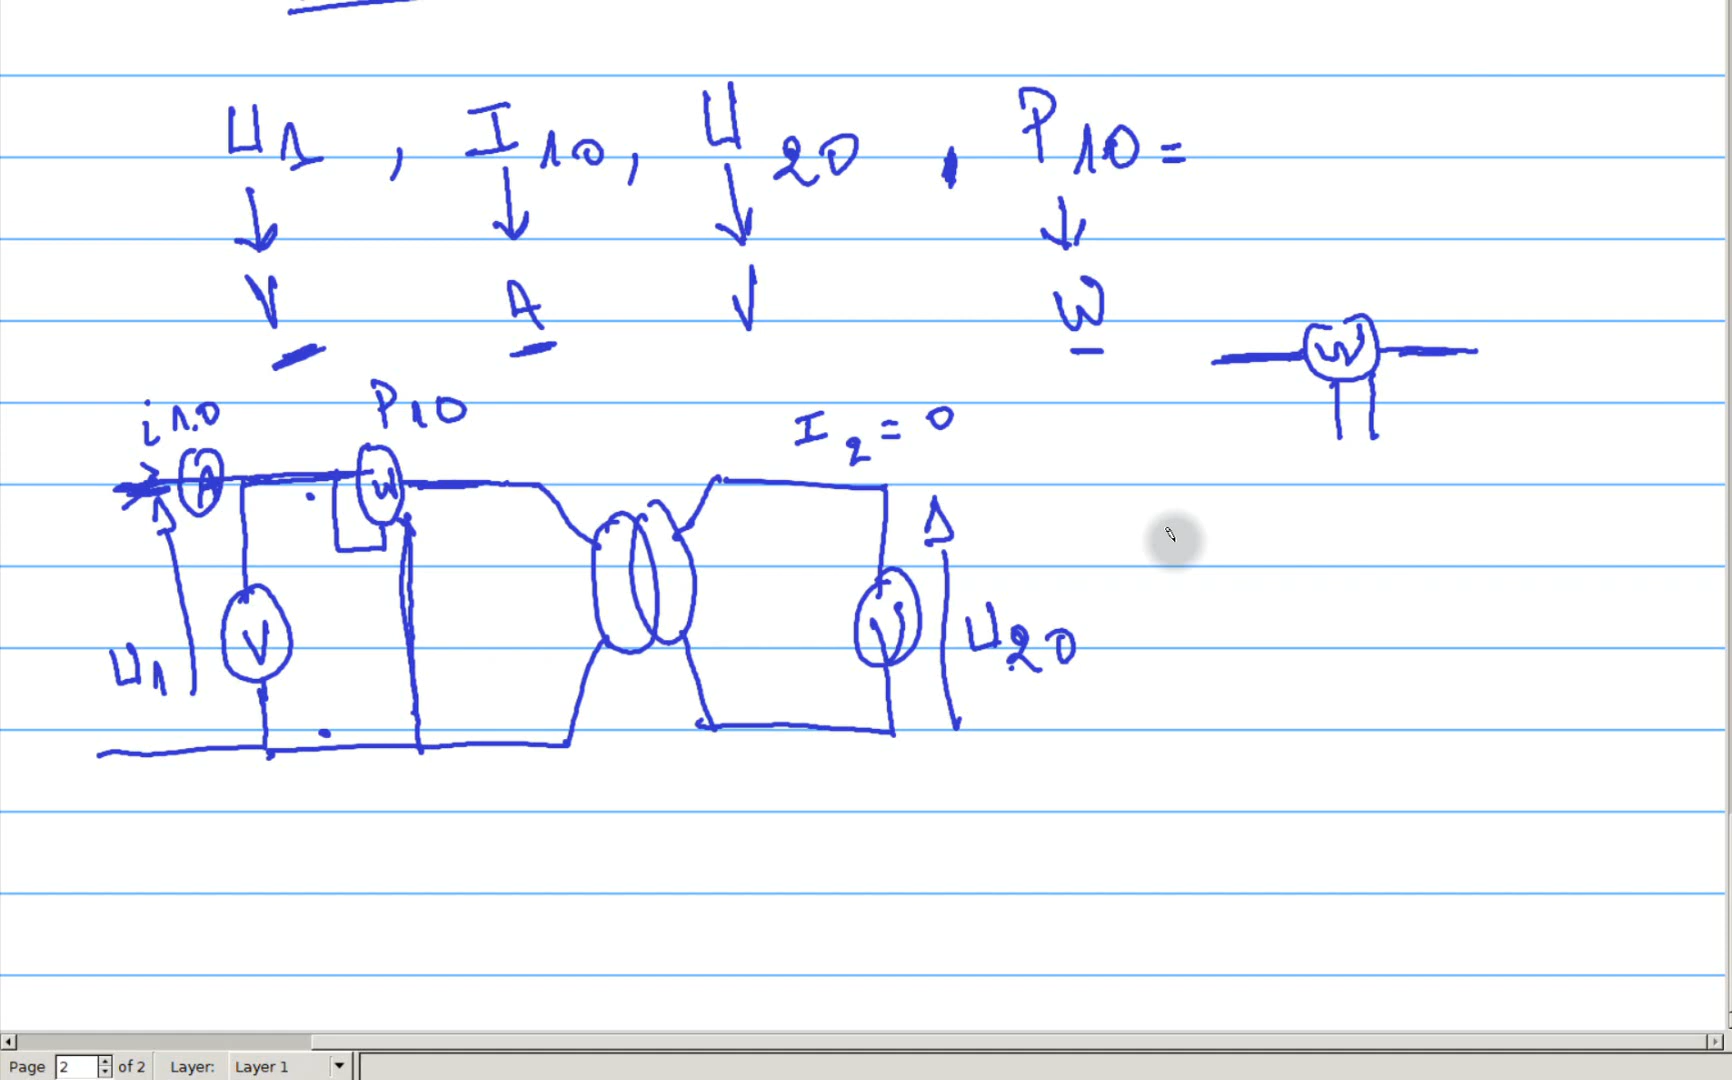 U1 , I10 , U20 , P10 =
V A V W
W
i1.0 P10 I2 = 0
A W
V V
U1 U20
Page 2 of 2 Layer: Layer 1